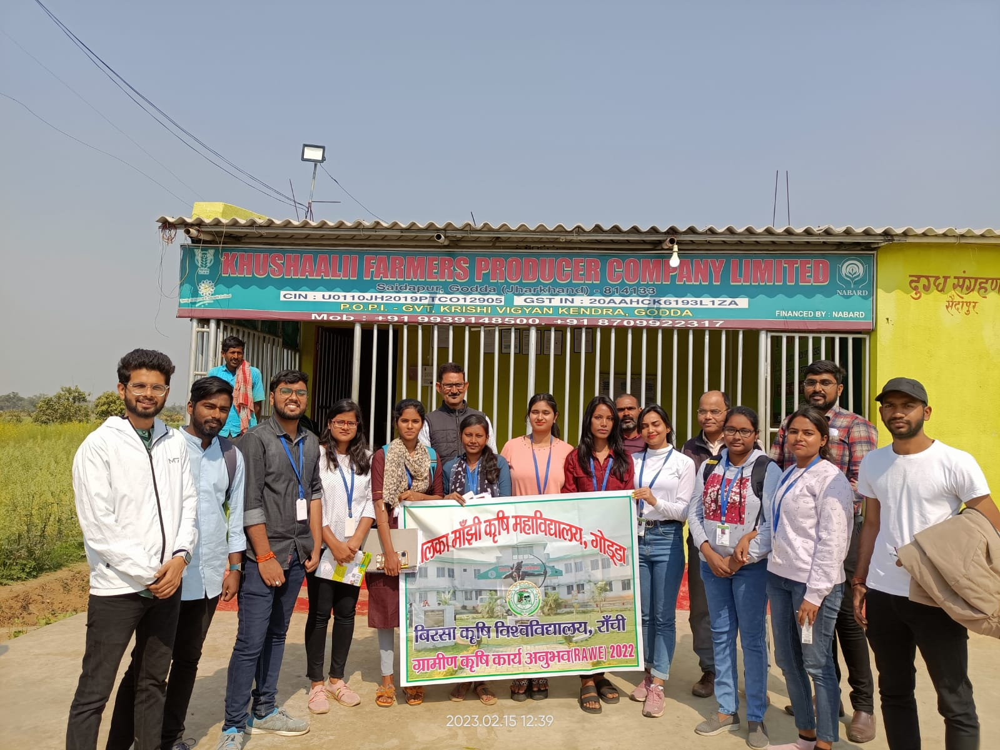 KHUSHAALII FARMERS PRODUCER COMPANY LIMITED
Saidapur, Godda (Jharkhand) - 814133
CIN : U0110JH2019PTCO12905 GST IN : 20AAHCK6193L1ZA
P.O.P.I. - GVT, KRISHI VIGYAN KENDRA, GODDA
Mob : +91 9939148500, +91 8709922317
NABARD
FINANCED BY : NABARD
दुग्ध संग्रहण
सैदापुर
लका माँझी कृषि महाविद्यालय, गोड्डा
बिरसा कृषि विश्वविद्यालय, राँची
ग्रामीण कृषि कार्य अनुभव(RAWE) 2022
2023.02.15 12:39